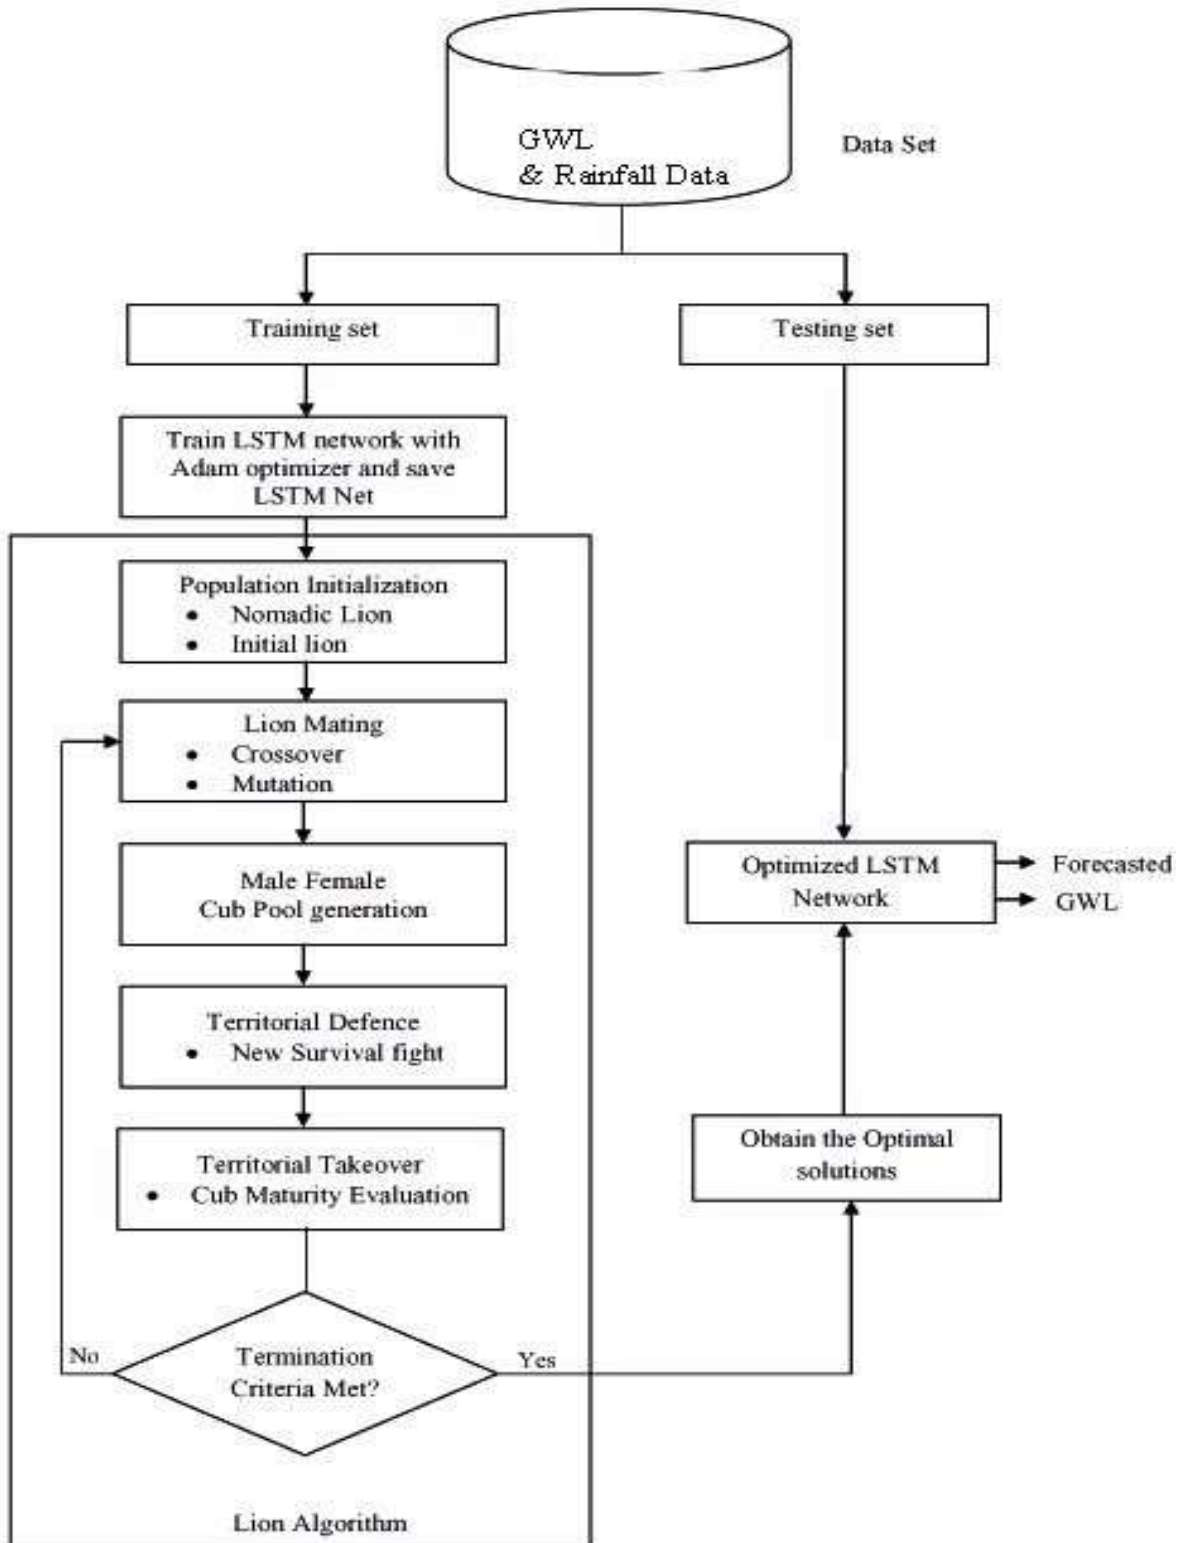 GWL
& Rainfall Data
Data Set
Training set
Testing set
Train LSTM network with
Adam optimizer and save
LSTM Net
Population Initialization
• Nomadic Lion
• Initial lion
Lion Mating
• Crossover
• Mutation
Male Female
Cub Pool generation
Optimized LSTM
Network
Forecasted
GWL
Territorial Defence
• New Survival fight
Territorial Takeover
• Cub Maturity Evaluation
Obtain the Optimal
solutions
No
Termination
Criteria Met?
Yes
Lion Algorithm